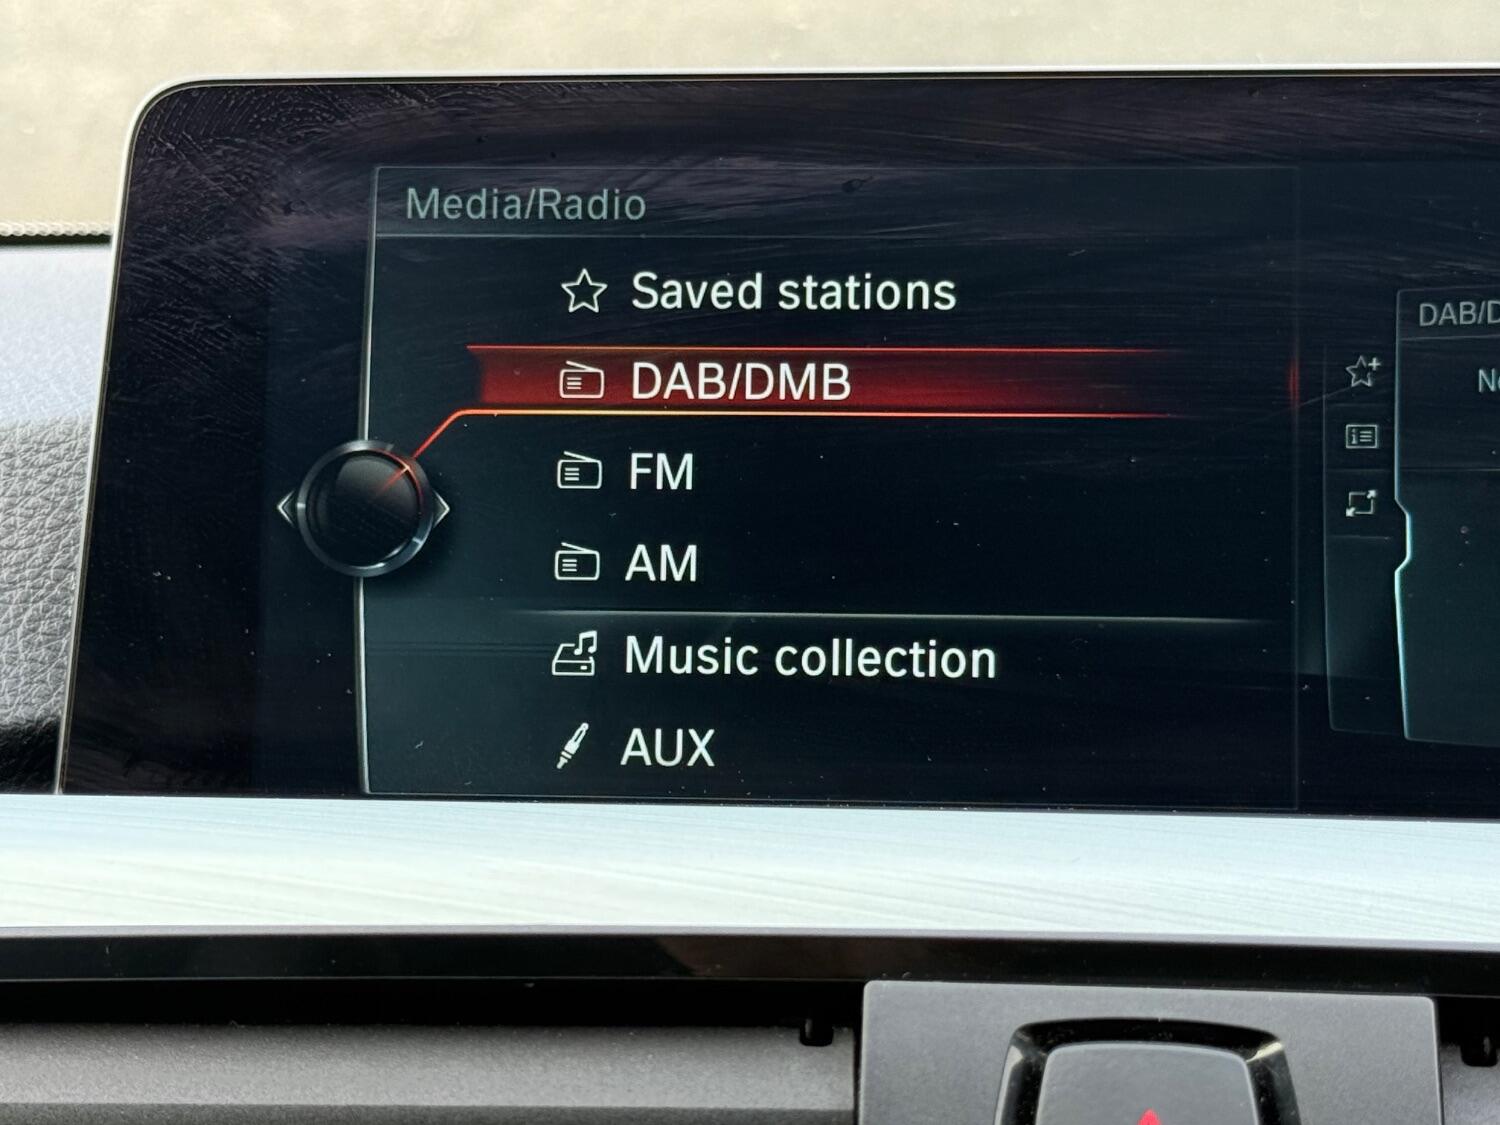 Media/Radio
Saved stations
DAB/DMB
FM
AM
Music collection
AUX